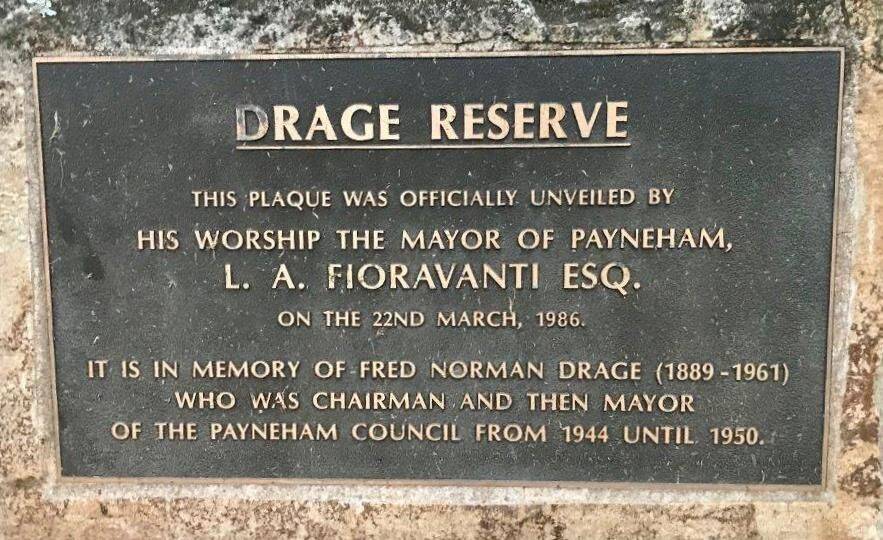 DRAGE RESERVE
THIS PLAQUE WAS OFFICIALLY UNVEILED BY
HIS WORSHIP THE MAYOR OF PAYNEHAM,
L. A. FIORAVANTI ESQ.
ON THE 22ND MARCH, 1986.
IT IS IN MEMORY OF FRED NORMAN DRAGE (1889-1961)
WHO WAS CHAIRMAN AND THEN MAYOR
OF THE PAYNEHAM COUNCIL FROM 1944 UNTIL 1950.